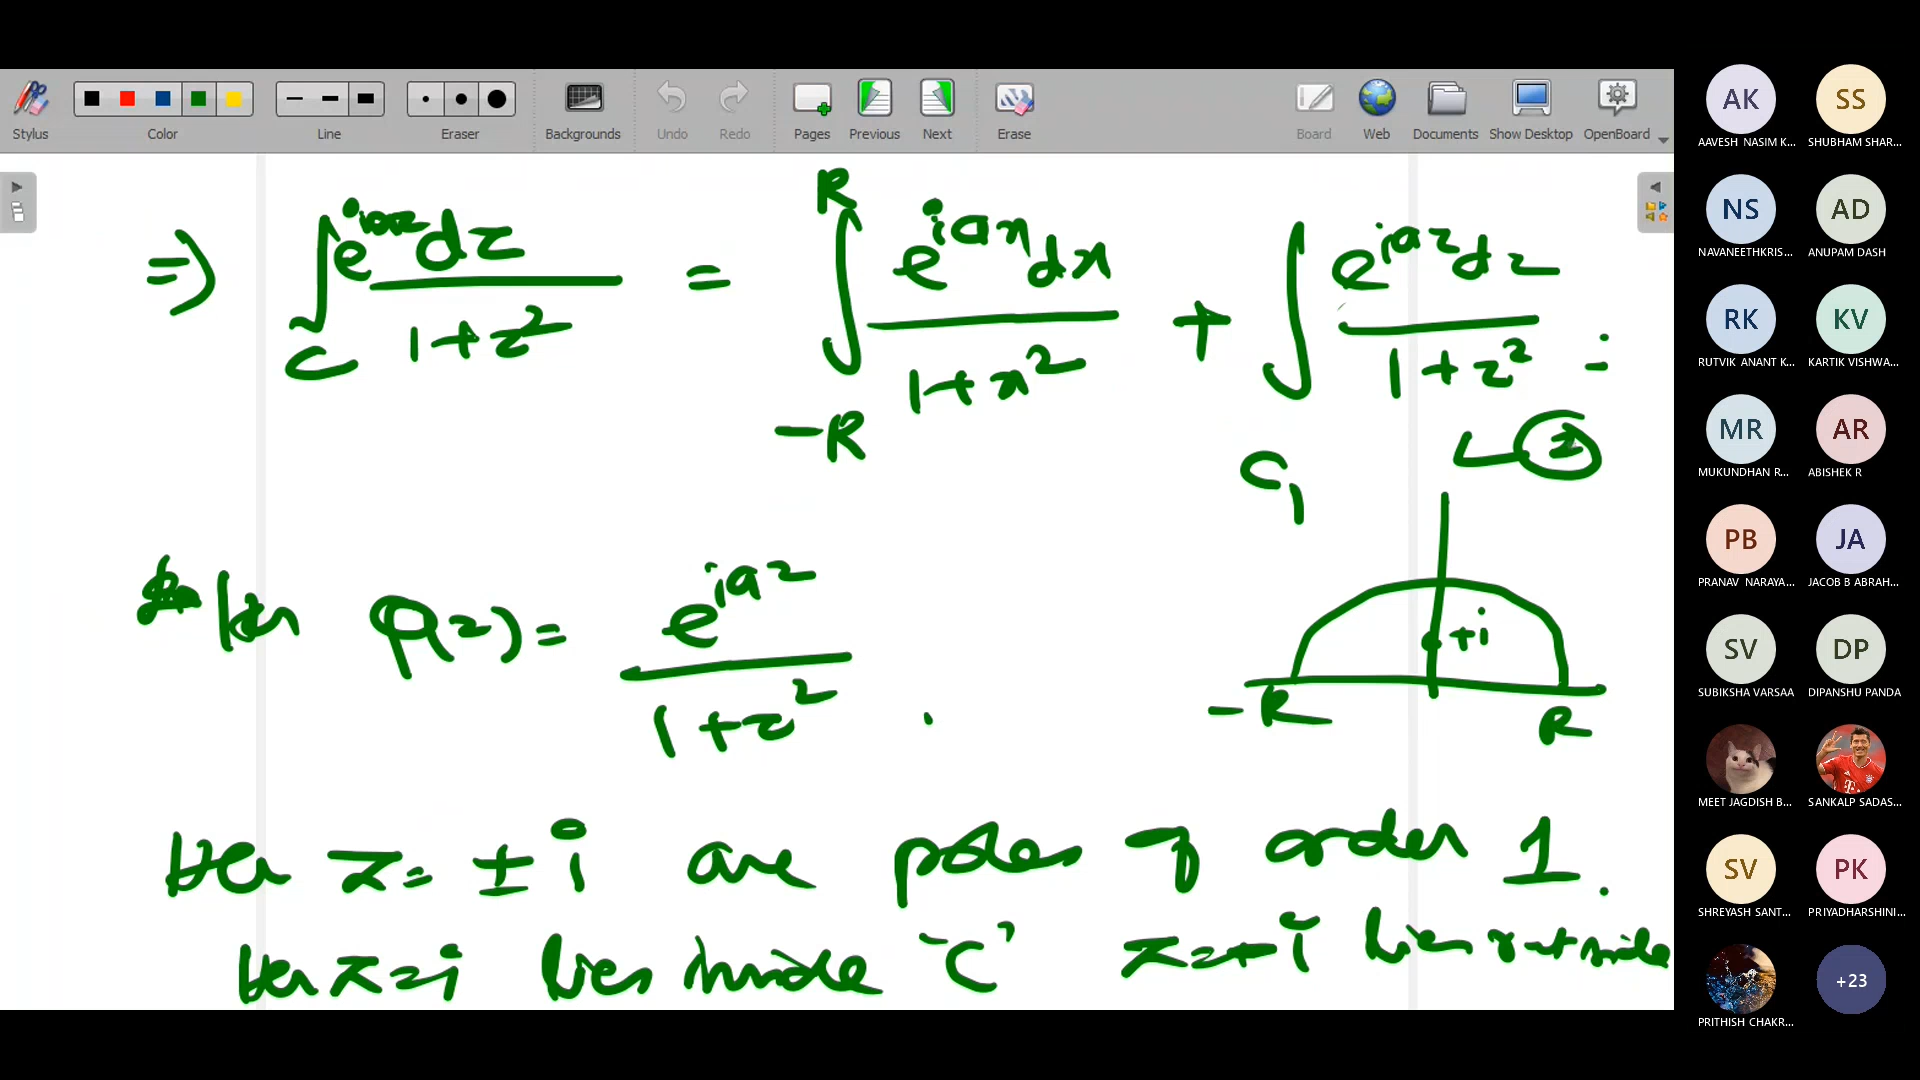 Stylus Color Line Eraser Backgrounds Undo Redo Pages Previous Next Erase Board Web Documents Show Desktop OpenBoard
⇒ ∫_C e^{iaz}dz / 1+z² = ∫_{-R}^{R} e^{iax}dx / 1+x² + ∫_{C₁} e^{iaz}dz / 1+z² =
②
φ(z) = e^{iaz} / 1+z² .
+i
-R R
z = ± i are poles of order 1.
z=i lies inside 'C' z=-i lies outside
AK
AAVESH NASIM K...
SS
SHUBHAM SHAR...
NS
NAVANEETHKRIS...
AD
ANUPAM DASH
RK
RUTVIK ANANT K...
KV
KARTIK VISHWA...
MR
MUKUNDHAN R...
AR
ABISHEK R
PB
PRANAV NARAYA...
JA
JACOB B ABRAH...
SV
SUBIKSHA VARSAA
DP
DIPANSHU PANDA
MEET JAGDISH B...
SANKALP SADAS...
SV
SHREYASH SANT...
PK
PRIYADHARSHINI...
PRITHISH CHAKR...
+23